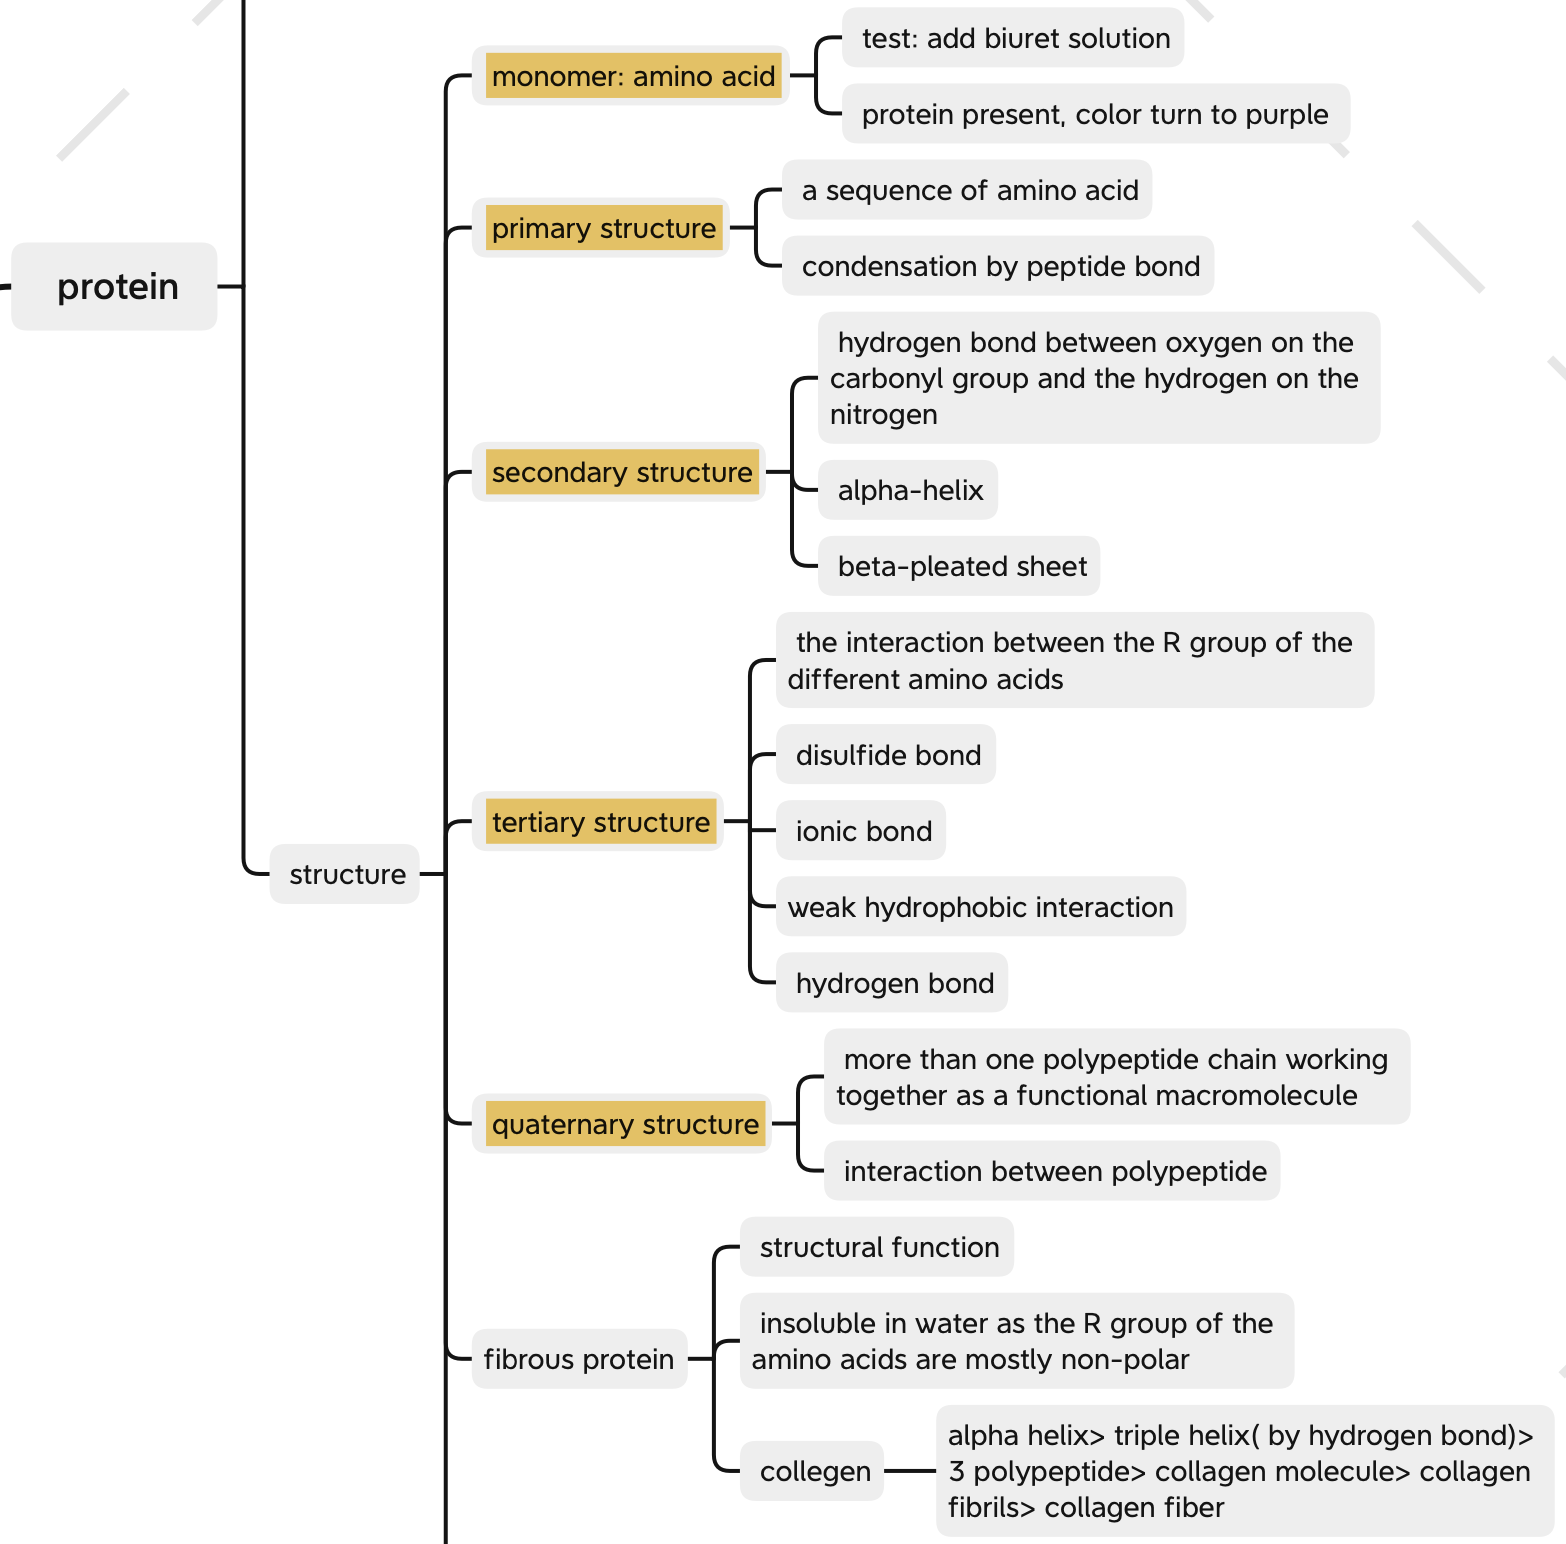 protein
structure
monomer: amino acid
test: add biuret solution
protein present, color turn to purple
primary structure
a sequence of amino acid
condensation by peptide bond
secondary structure
hydrogen bond between oxygen on the
carbonyl group and the hydrogen on the
nitrogen
alpha-helix
beta-pleated sheet
tertiary structure
the interaction between the R group of the
different amino acids
disulfide bond
ionic bond
weak hydrophobic interaction
hydrogen bond
quaternary structure
more than one polypeptide chain working
together as a functional macromolecule
interaction between polypeptide
fibrous protein
structural function
insoluble in water as the R group of the
amino acids are mostly non-polar
collegen
alpha helix> triple helix( by hydrogen bond)>
3 polypeptide> collagen molecule> collagen
fibrils> collagen fiber